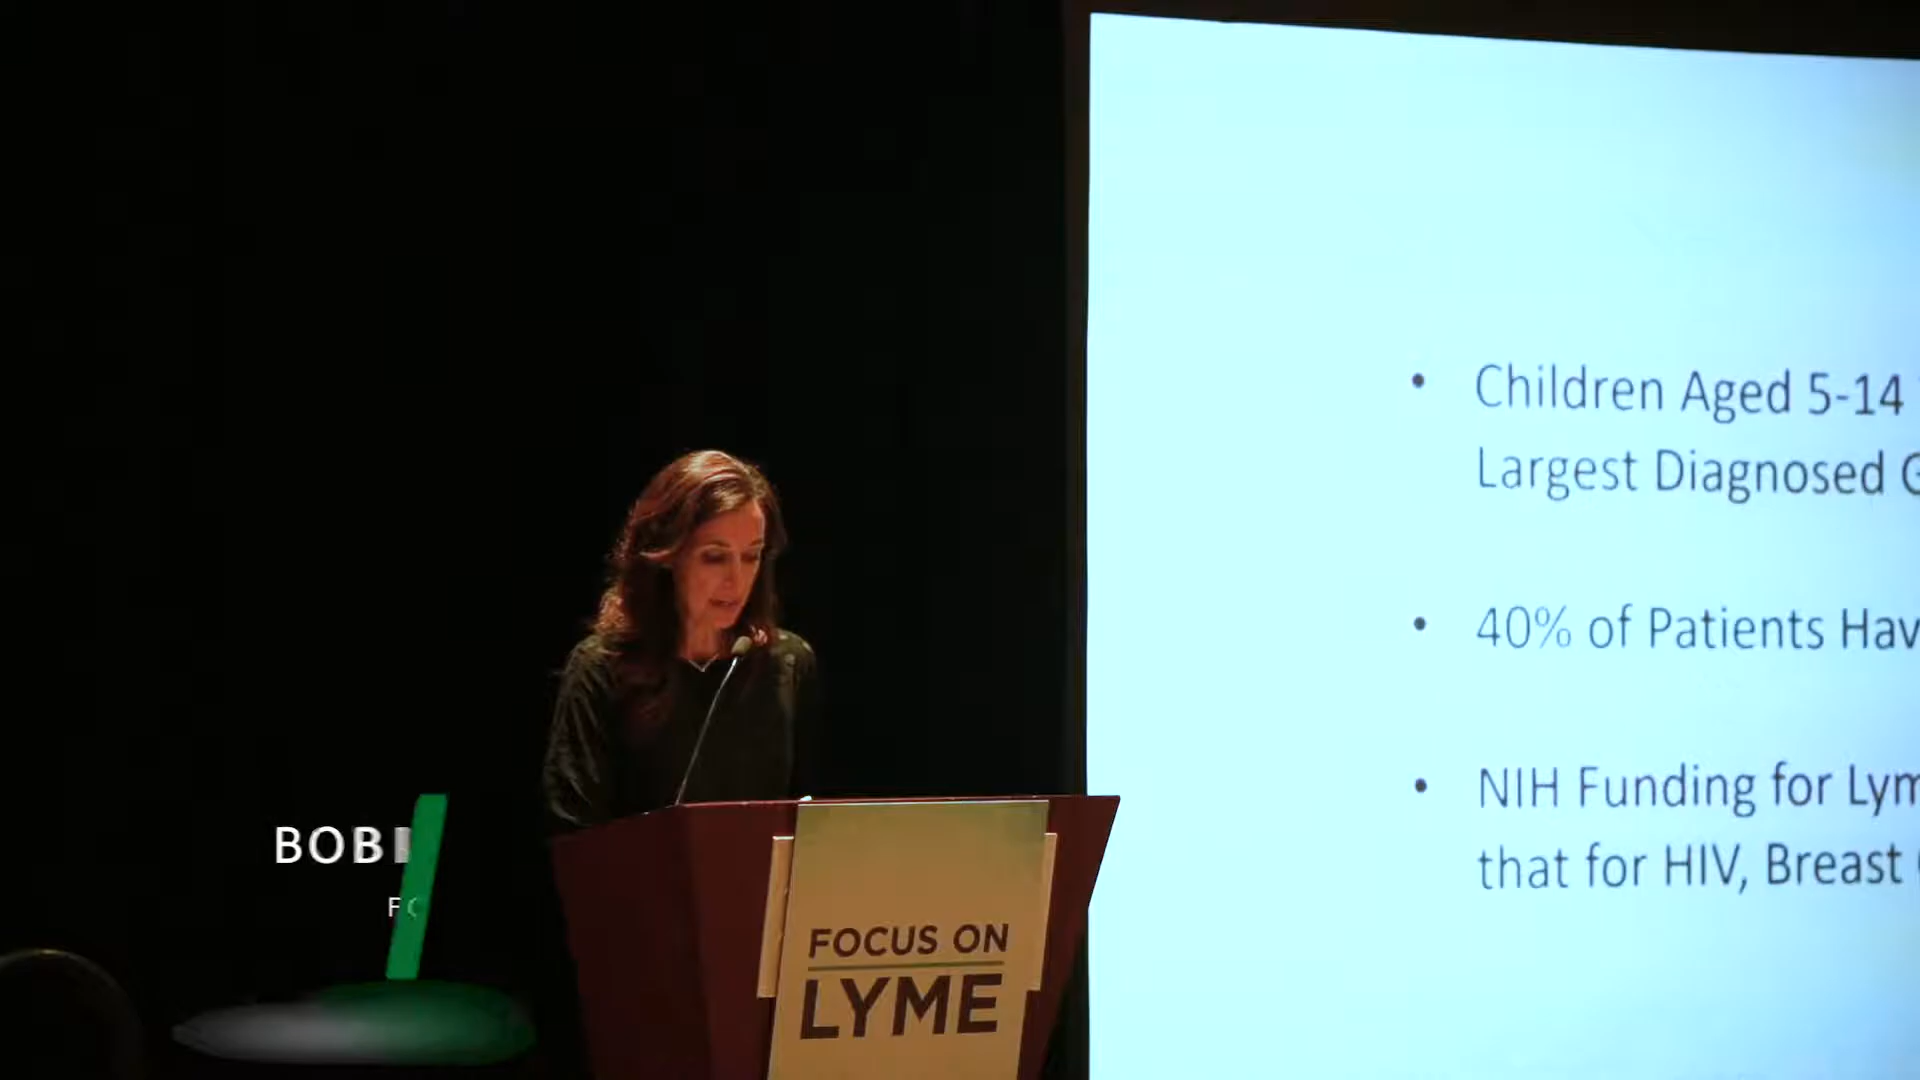 Children Aged 5-14
Largest Diagnosed
40% of Patients Hav
NIH Funding for Lym
that for HIV, Breast
BOB
FO
FOCUS ON
LYME